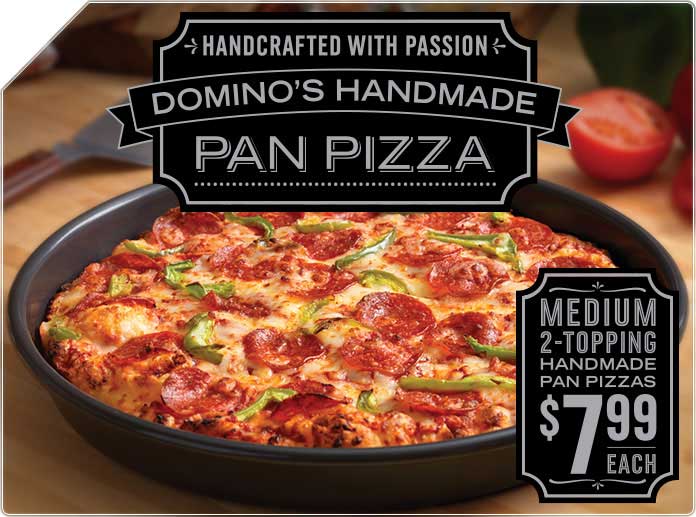 HANDCRAFTED WITH PASSION
DOMINO'S HANDMADE
PAN PIZZA
MEDIUM
2-TOPPING
HANDMADE
PAN PIZZAS
$7.99
EACH